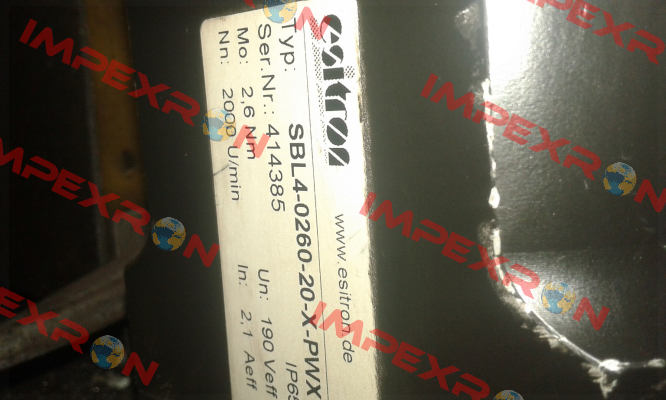 esitron
www.esitron.de
Typ: SBL4-0260-20-X-PWX
Ser.Nr.: 414385 IP65
Mo: 2,6 Nm Un: 190 Veff
Nn: 2000 U/min In: 2,1 Aeff
IMPEXRON
IMPEXRON
IMPEXRON
IMPEXRON
IMPEXRON
IMPEXRON